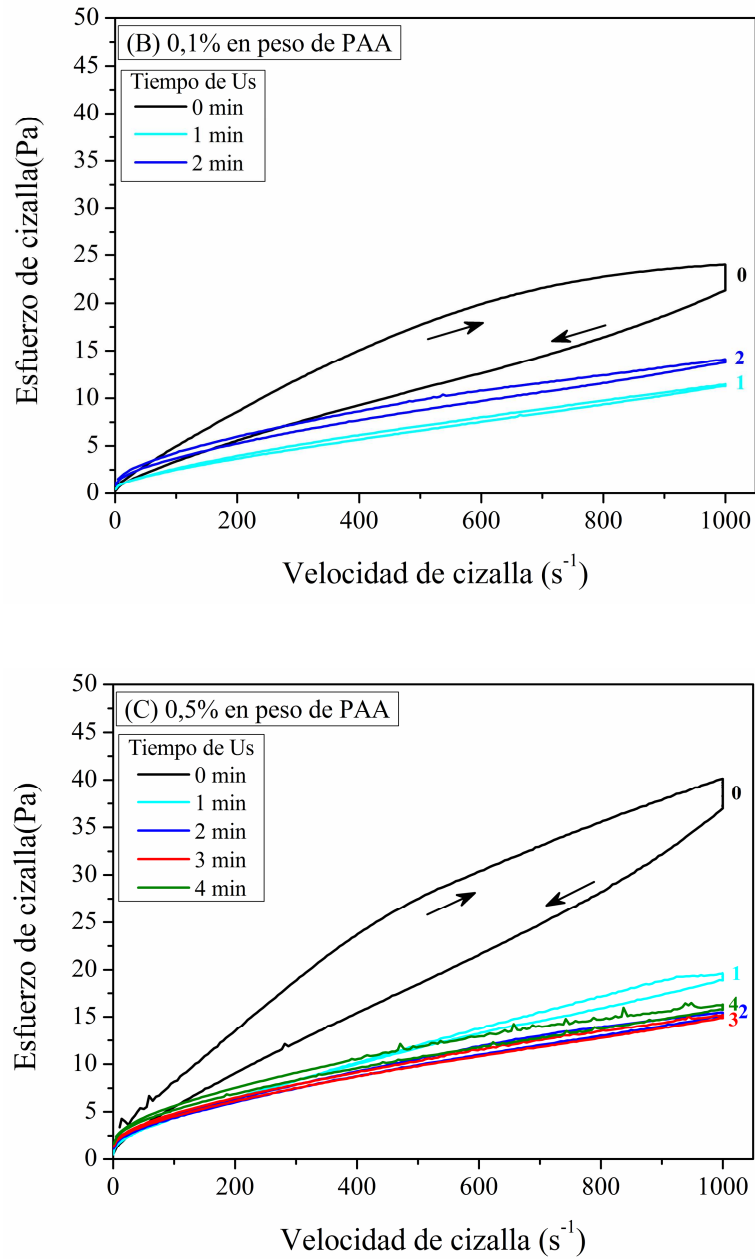 (B) 0,1% en peso de PAA
Tiempo de Us
0 min
1 min
2 min
50
45
40
35
30
25
20
15
10
5
0
Esfuerzo de cizalla(Pa)
0
2
1
0
200
400
600
800
1000
Velocidad de cizalla (s⁻¹)
(C) 0,5% en peso de PAA
Tiempo de Us
0 min
1 min
2 min
3 min
4 min
50
45
40
35
30
25
20
15
10
5
0
Esfuerzo de cizalla(Pa)
0
1
4
2
3
0
200
400
600
800
1000
Velocidad de cizalla (s⁻¹)